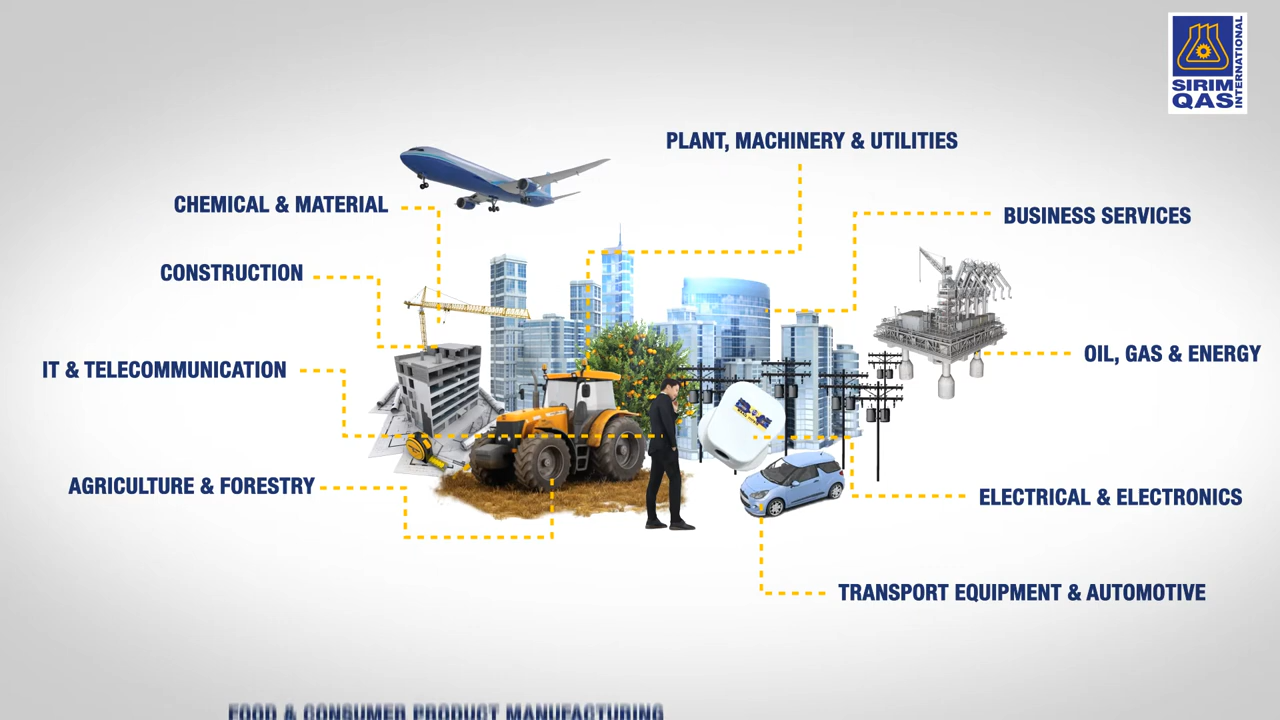 SIRIM
QAS
INTERNATIONAL
PLANT, MACHINERY & UTILITIES
CHEMICAL & MATERIAL
BUSINESS SERVICES
CONSTRUCTION
OIL, GAS & ENERGY
IT & TELECOMMUNICATION
AGRICULTURE & FORESTRY
ELECTRICAL & ELECTRONICS
TRANSPORT EQUIPMENT & AUTOMOTIVE
FOOD & CONSUMER PRODUCT MANUFACTURING